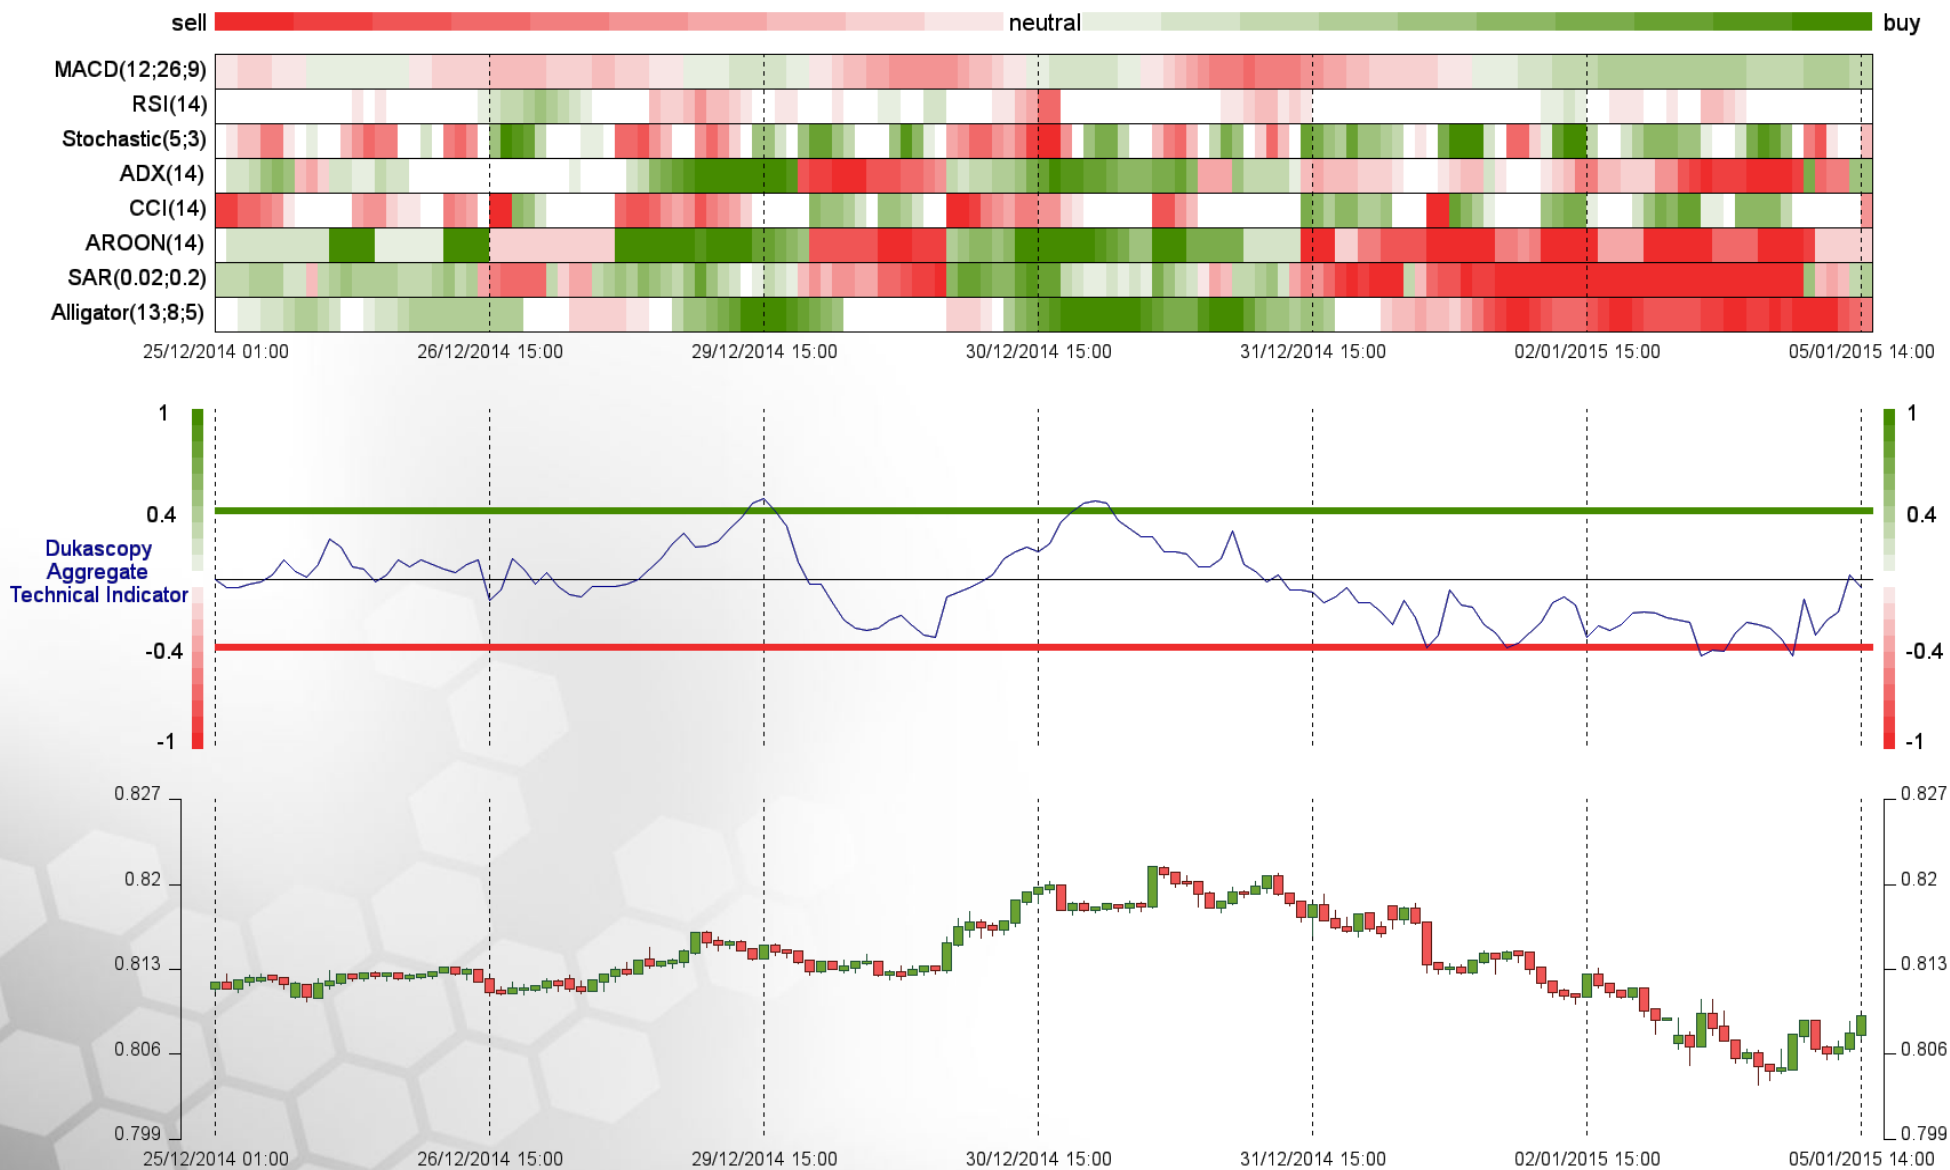 sell neutral buy
MACD(12;26;9)
RSI(14)
Stochastic(5;3)
ADX(14)
CCI(14)
AROON(14)
SAR(0.02;0.2)
Alligator(13;8;5)
25/12/2014 01:00 26/12/2014 15:00 29/12/2014 15:00 30/12/2014 15:00 31/12/2014 15:00 02/01/2015 15:00 05/01/2015 14:00
1 1
0.4 0.4
Dukascopy
Aggregate
Technical Indicator
-0.4 -0.4
-1 -1
0.827 0.827
0.82 0.82
0.813 0.813
0.806 0.806
0.799 0.799
25/12/2014 01:00 26/12/2014 15:00 29/12/2014 15:00 30/12/2014 15:00 31/12/2014 15:00 02/01/2015 15:00 05/01/2015 14:00